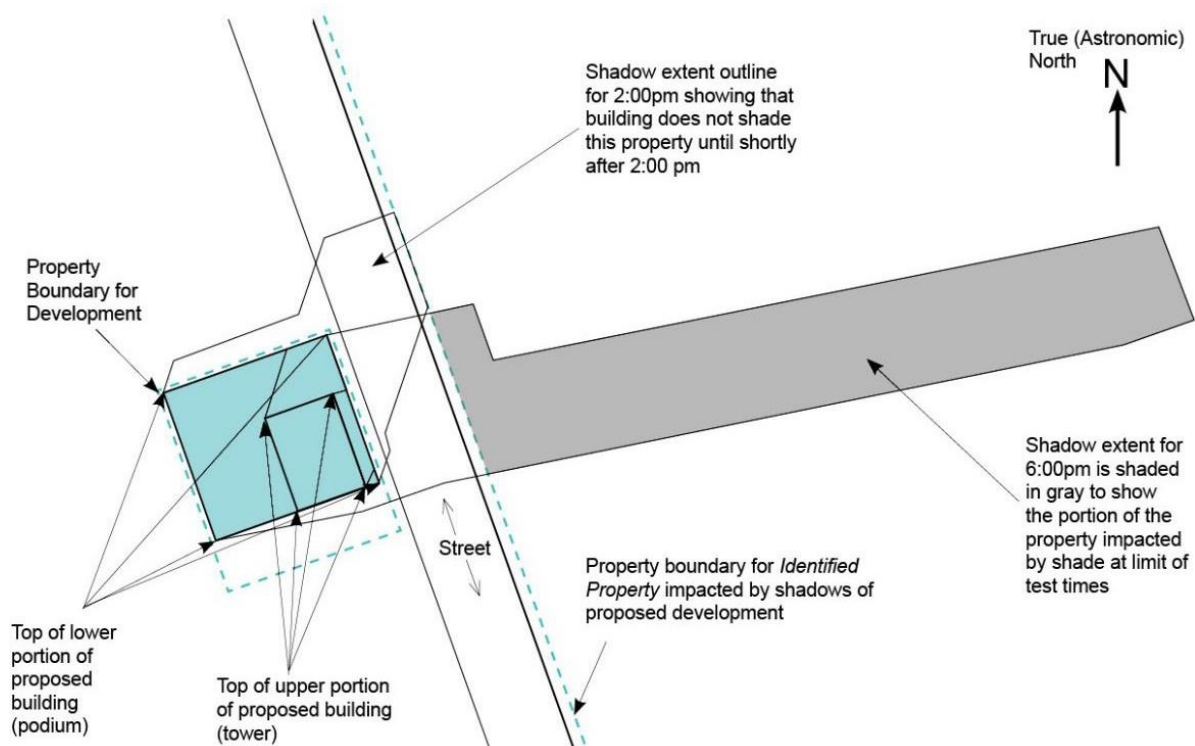 True (Astronomic)
North
N
Shadow extent outline
for 2:00pm showing that
building does not shade
this property until shortly
after 2:00 pm
Property
Boundary for
Development
Shadow extent for
6:00pm is shaded
in gray to show
the portion of the
property impacted
by shade at limit of
test times
Street
Property boundary for Identified
Property impacted by shadows of
proposed development
Top of lower
portion of
proposed
building
(podium)
Top of upper portion
of proposed building
(tower)